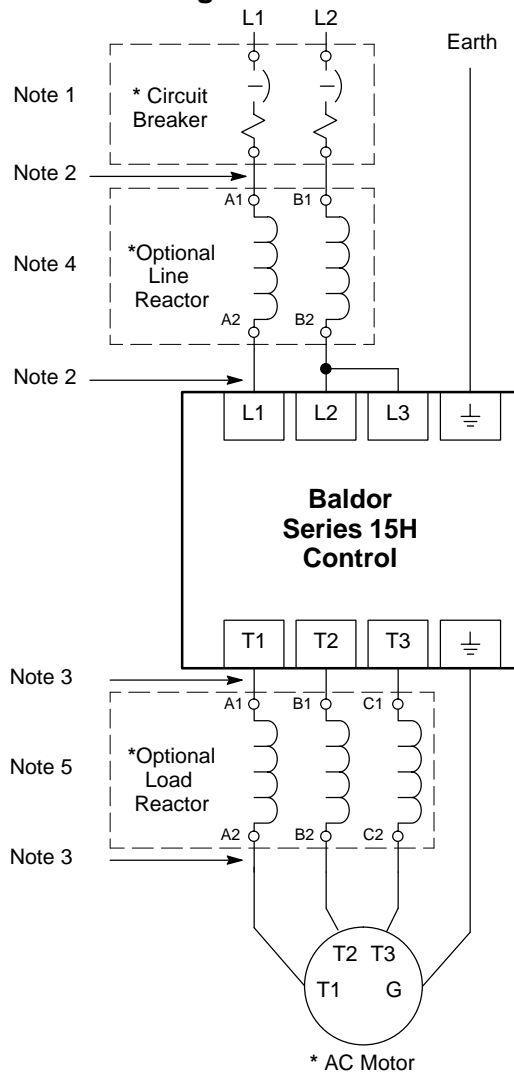 L1 L2
Earth
Note 1
* Circuit
Breaker
Note 2
A1 B1
Note 4
*Optional
Line
Reactor
A2 B2
Note 2
L1 L2 L3
Baldor
Series 15H
Control
T1 T2 T3
Note 3
A1 B1 C1
Note 5
*Optional
Load
Reactor
A2 B2 C2
Note 3
T2 T3
T1 G
* AC Motor